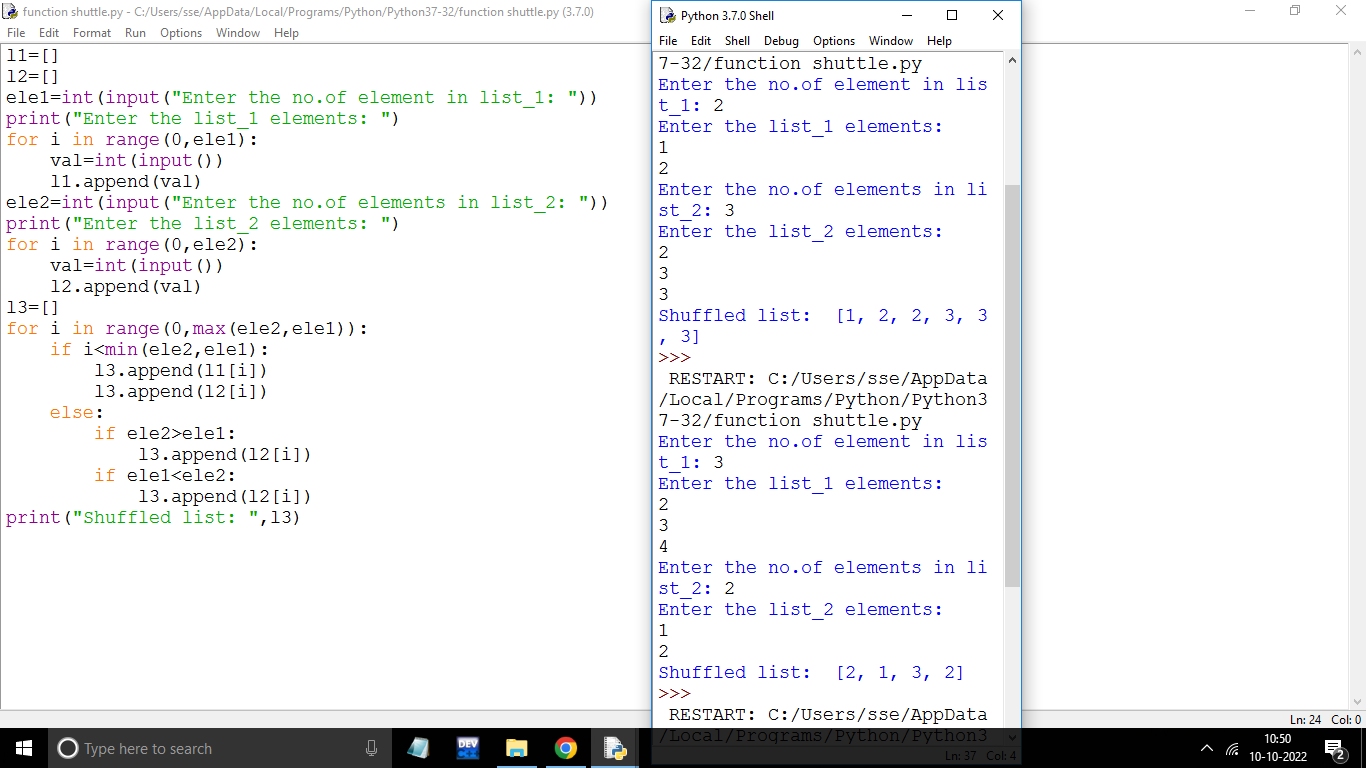 function shuttle.py - C:/Users/sse/AppData/Local/Programs/Python/Python37-32/function shuttle.py (3.7.0)
File Edit Format Run Options Window Help
l1=[]
l2=[]
ele1=int(input("Enter the no.of element in list_1: "))
print("Enter the list_1 elements: ")
for i in range(0,ele1):
    val=int(input())
    l1.append(val)
ele2=int(input("Enter the no.of elements in list_2: "))
print("Enter the list_2 elements: ")
for i in range(0,ele2):
    val=int(input())
    l2.append(val)
l3=[]
for i in range(0,max(ele2,ele1)):
    if i<min(ele2,ele1):
        l3.append(l1[i])
        l3.append(l2[i])
    else:
        if ele2>ele1:
            l3.append(l2[i])
        if ele1<ele2:
            l3.append(l2[i])
print("Shuffled list: ",l3)
Python 3.7.0 Shell
File Edit Shell Debug Options Window Help
7-32/function shuttle.py
Enter the no.of element in lis
t_1: 2
Enter the list_1 elements:
1
2
Enter the no.of elements in li
st_2: 3
Enter the list_2 elements:
2
3
3
Shuffled list:  [1, 2, 2, 3, 3
, 3]
>>>
 RESTART: C:/Users/sse/AppData
/Local/Programs/Python/Python3
7-32/function shuttle.py
Enter the no.of element in lis
t_1: 3
Enter the list_1 elements:
2
3
4
Enter the no.of elements in li
st_2: 2
Enter the list_2 elements:
1
2
Shuffled list:  [2, 1, 3, 2]
>>>
 RESTART: C:/Users/sse/AppData
/Local/Programs/Python/Python3
Ln: 37 Col: 4
Ln: 24 Col: 0
Type here to search
DEV
10:50
10-10-2022
2